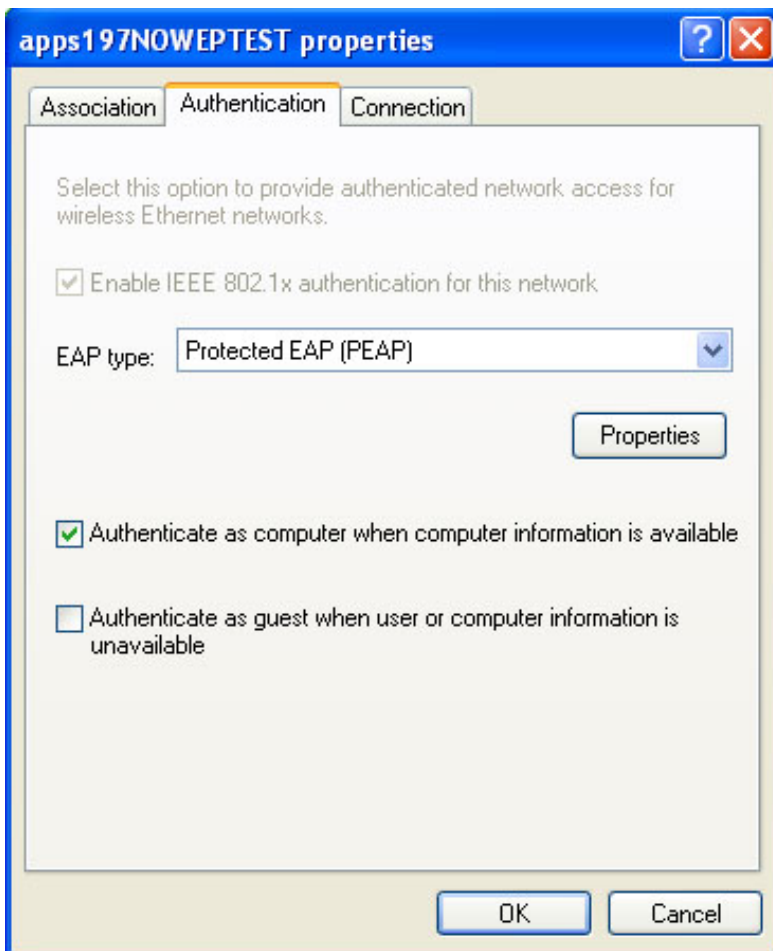 apps197NOWEPTEST properties
Association Authentication Connection
Select this option to provide authenticated network access for
wireless Ethernet networks.
Enable IEEE 802.1x authentication for this network
EAP type: Protected EAP (PEAP)
Properties
Authenticate as computer when computer information is available
Authenticate as guest when user or computer information is
unavailable
OK Cancel